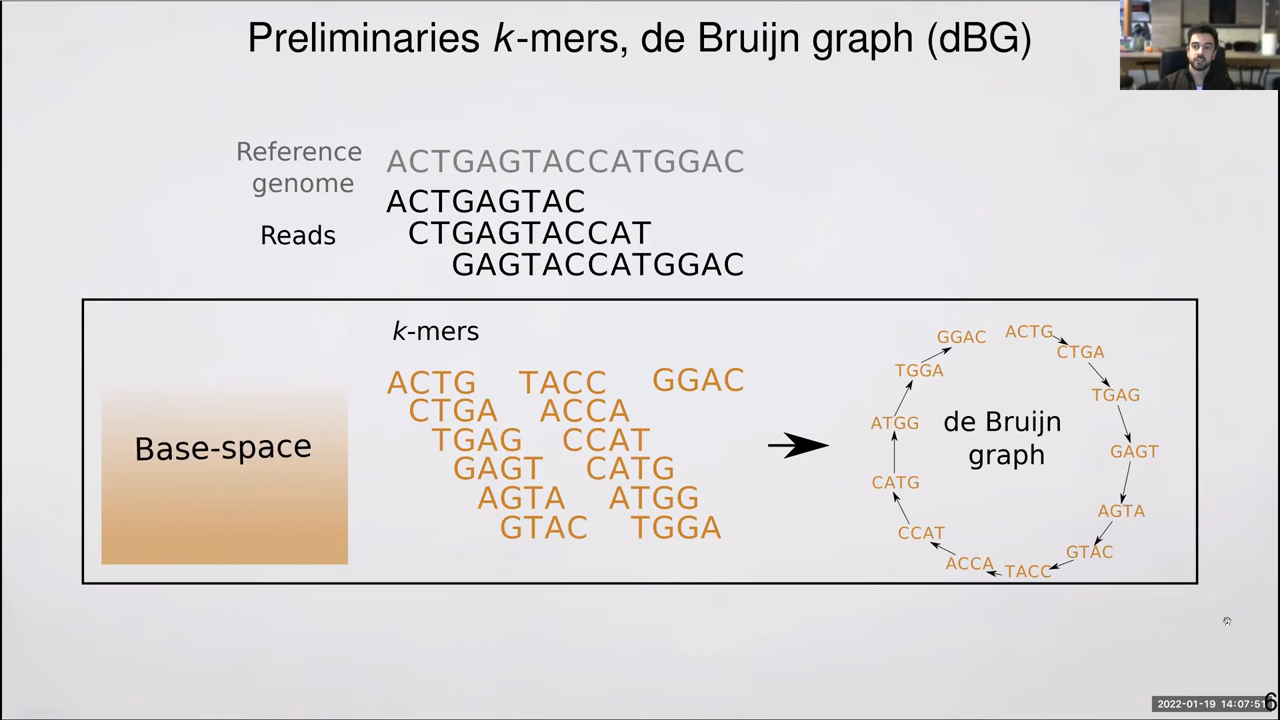 Preliminaries k-mers, de Bruijn graph (dBG)
Reference
genome
ACTGAGTACCATGGAC
Reads
ACTGAGTAC
CTGAGTACCAT
GAGTACCATGGAC
Base-space
k-mers
ACTG TACC GGAC
CTGA ACCA
TGAG CCAT
GAGT CATG
AGTA ATGG
GTAC TGGA
de Bruijn
graph
ACTG
CTGA
TGAG
GAGT
AGTA
GTAC
TACC
ACCA
CCAT
CATG
ATGG
TGGA
GGAC
2022-01-19 14:07:51
6